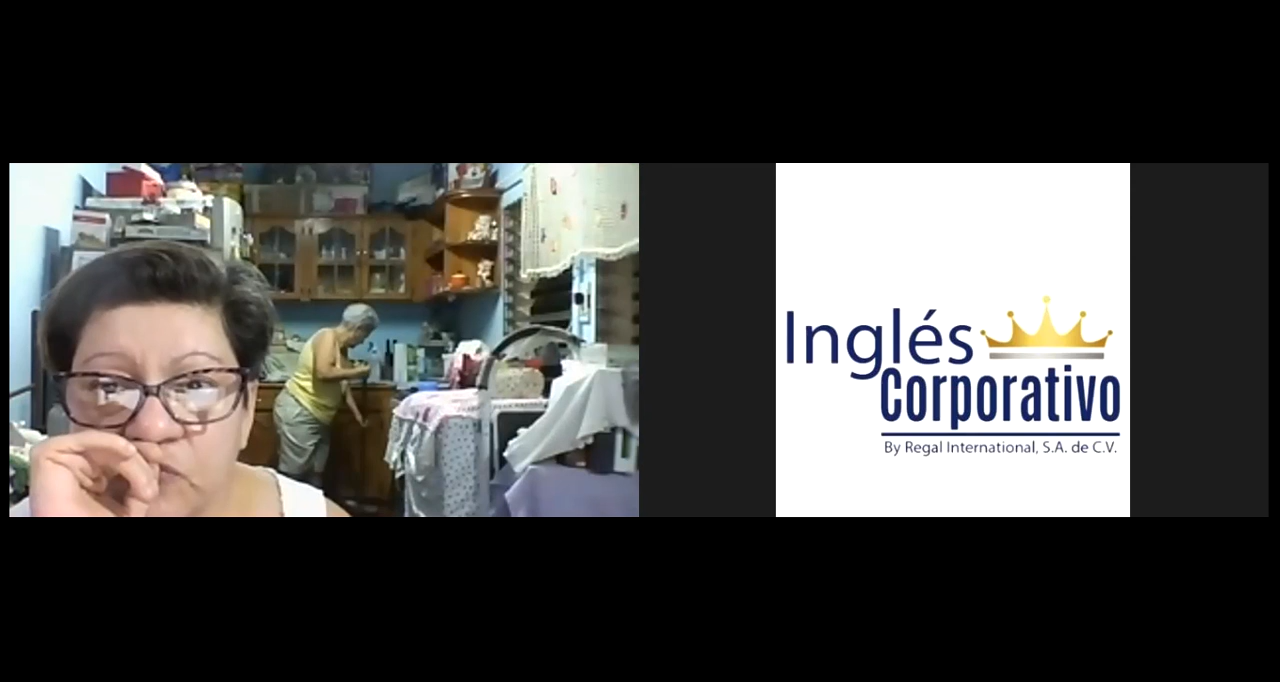 Inglés
Corporativo
By Regal International, S.A. de C.V.